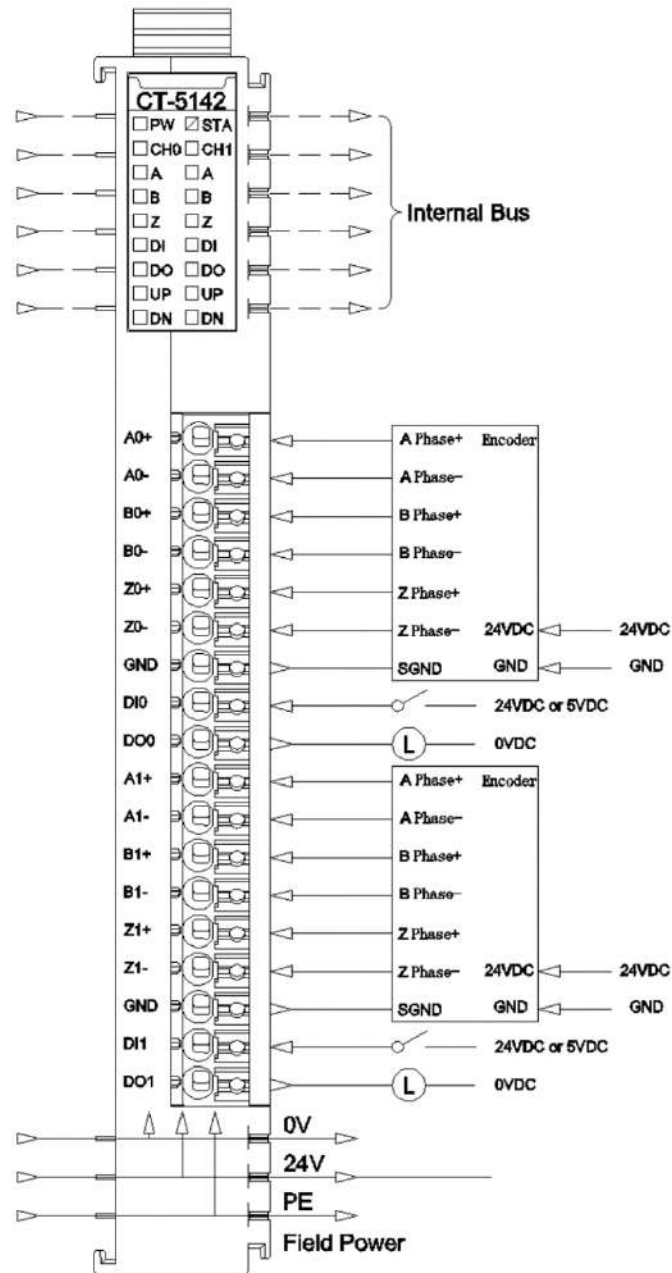 CT-5142
PW STA
CH0 CH1
A A
B B
Z Z
DI DI
DO DO
UP UP
DN DN
Internal Bus
A0+ A Phase+ Encoder
A0- A Phase-
B0+ B Phase+
B0- B Phase-
Z0+ Z Phase+
Z0- Z Phase- 24VDC 24VDC
GND SGND GND GND
DI0 24VDC or 5VDC
DO0 L 0VDC
A1+ A Phase+ Encoder
A1- A Phase-
B1+ B Phase+
B1- B Phase-
Z1+ Z Phase+
Z1- Z Phase- 24VDC 24VDC
GND SGND GND GND
DI1 24VDC or 5VDC
DO1 L 0VDC
0V
24V
PE
Field Power